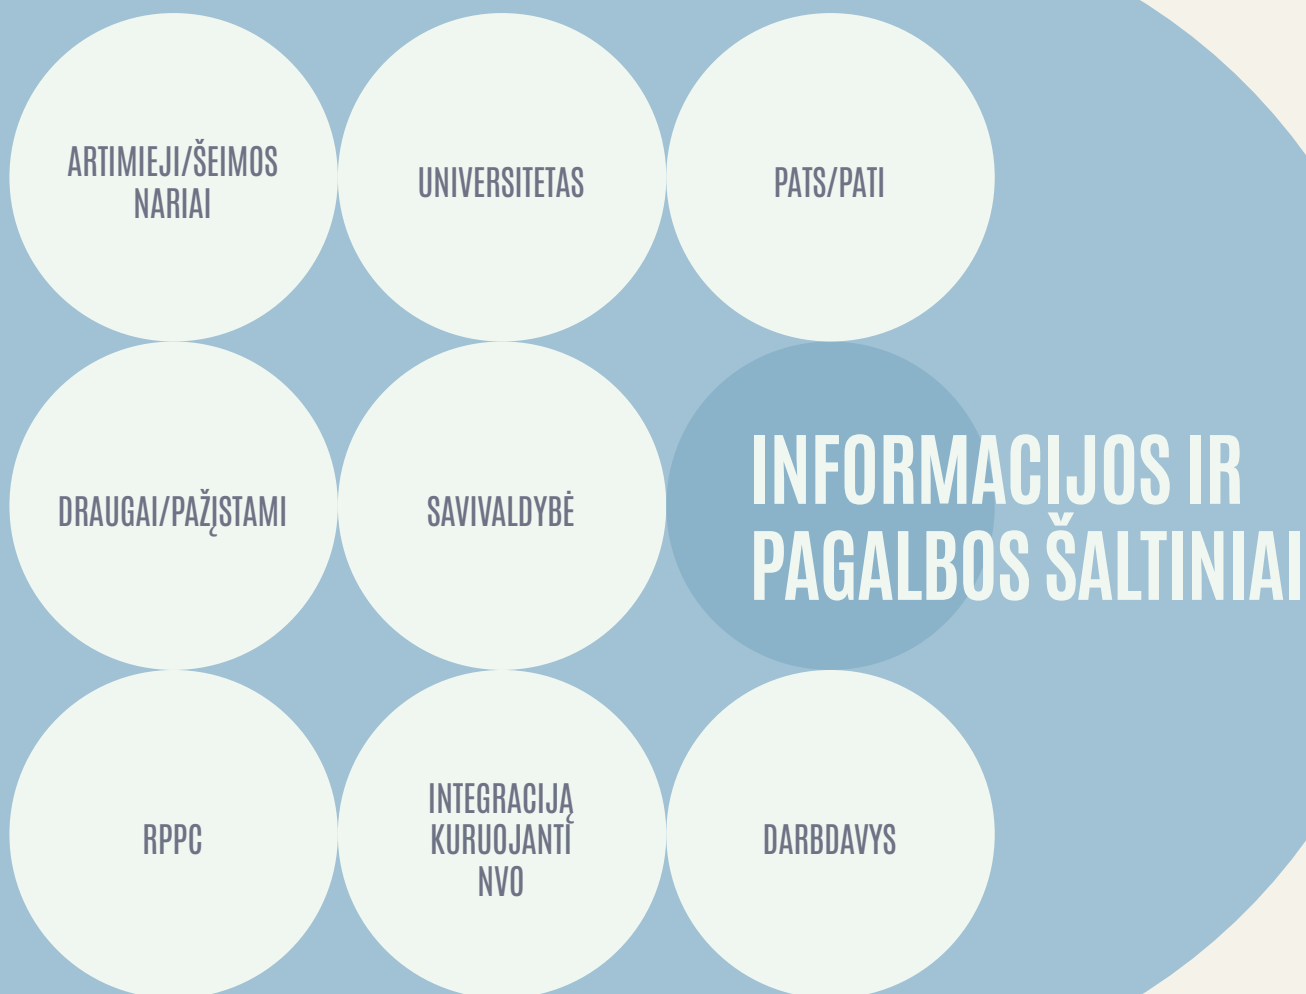 ARTIMIEJI/ŠEIMOS
NARIAI
UNIVERSITETAS
PATS/PATI
DRAUGAI/PAŽĮSTAMI
SAVIVALDYBĖ
INFORMACIJOS IR
PAGALBOS ŠALTINIAI
RPPC
INTEGRACIJĄ
KURUOJANTI
NVO
DARBDAVYS